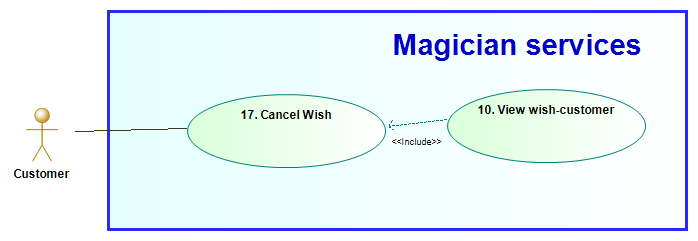 Magician services
17. Cancel Wish
10. View wish-customer
<<Include>>
Customer